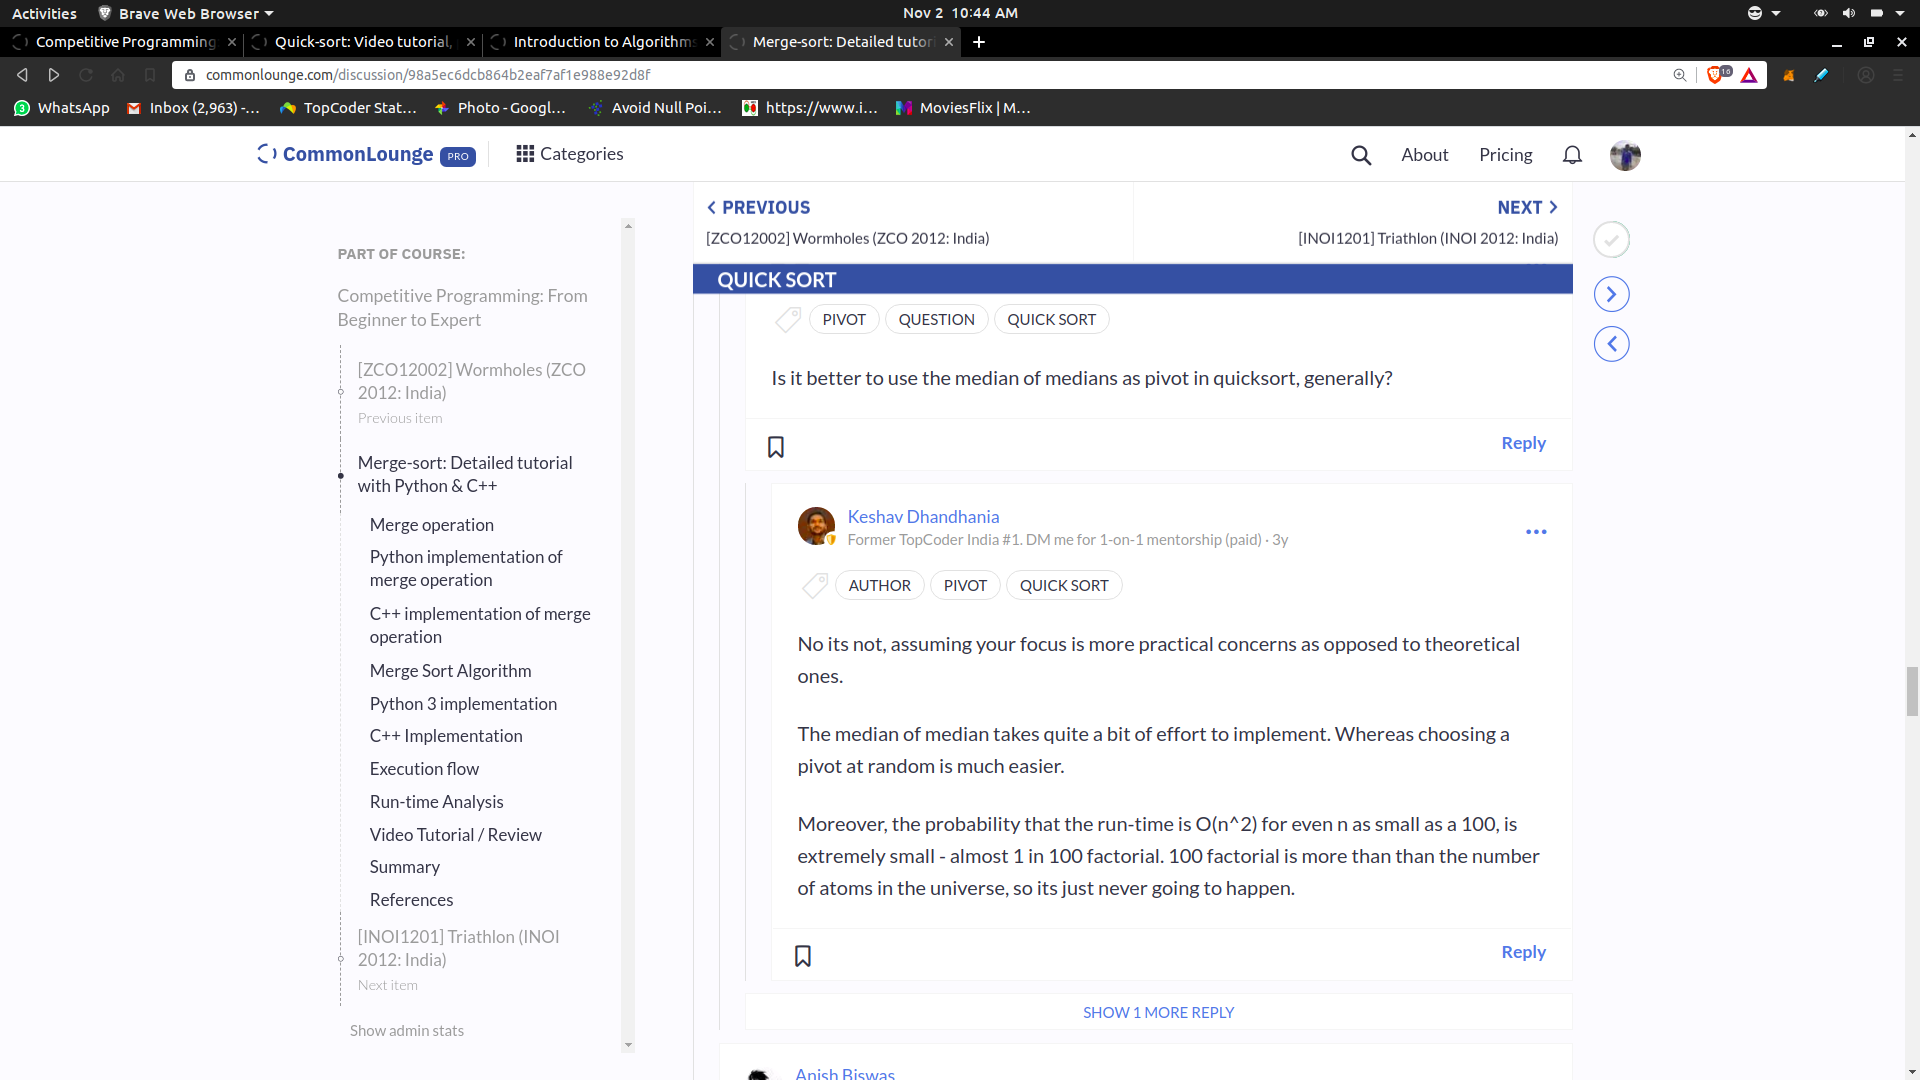 Activities Brave Web Browser Nov 2 10:44 AM
Competitive Programming Quick-sort: Video tutorial, Introduction to Algorithms Merge-sort: Detailed tutori
commonlounge.com/discussion/98a5ec6dcb864b2eaf7af1e988e92d8f 16
3 WhatsApp Inbox (2,963) -... TopCoder Stat... Photo - Googl... Avoid Null Poi... https://www.i... MoviesFlix | M...
CommonLounge PRO Categories About Pricing
PREVIOUS NEXT
[ZCO12002] Wormholes (ZCO 2012: India) [INOI1201] Triathlon (INOI 2012: India)
PART OF COURSE:
Competitive Programming: From
Beginner to Expert
[ZCO12002] Wormholes (ZCO
2012: India)
Previous item
Merge-sort: Detailed tutorial
with Python & C++
Merge operation
Python implementation of
merge operation
C++ implementation of merge
operation
Merge Sort Algorithm
Python 3 implementation
C++ Implementation
Execution flow
Run-time Analysis
Video Tutorial / Review
Summary
References
[INOI1201] Triathlon (INOI
2012: India)
Next item
Show admin stats
QUICK SORT
PIVOT QUESTION QUICK SORT
Is it better to use the median of medians as pivot in quicksort, generally?
Reply
Keshav Dhandhania
Former TopCoder India #1. DM me for 1-on-1 mentorship (paid) · 3y
AUTHOR PIVOT QUICK SORT
No its not, assuming your focus is more practical concerns as opposed to theoretical
ones.
The median of median takes quite a bit of effort to implement. Whereas choosing a
pivot at random is much easier.
Moreover, the probability that the run-time is O(n^2) for even n as small as a 100, is
extremely small - almost 1 in 100 factorial. 100 factorial is more than than the number
of atoms in the universe, so its just never going to happen.
Reply
SHOW 1 MORE REPLY
Anish Biswas